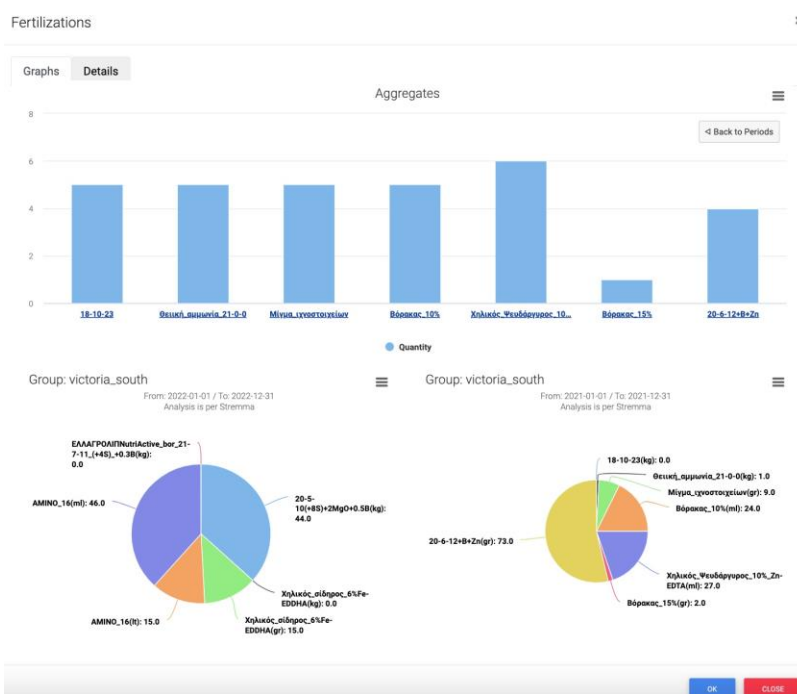 Fertilizations
Graphs Details
Aggregates
8
6
4
2
0
ᐊ Back to Periods
18-10-23
Θειική_αμμωνία_21-0-0
Μίγμα_ιχνοστοιχείων
Βόρακας_10%
Χηλικός_Ψευδάργυρος_10...
Βόρακας_15%
20-6-12+B+Zn
Quantity
Group: victoria_south
From: 2022-01-01 / To: 2022-12-31
Analysis is per Stremma
ΕΛΛΑΓΡΟΛΙΠNutriActive_bor_21-
7-11_(+4S)_+0.3B(kg):
0.0
AMINO_16(ml): 46.0
20-5-
10(+8S)+2MgO+0.5B(kg):
44.0
Χηλικός_σίδηρος_6%Fe-
EDDHA(kg): 0.0
AMINO_16(lt): 15.0
Χηλικός_σίδηρος_6%Fe-
EDDHA(gr): 15.0
Group: victoria_south
From: 2021-01-01 / To: 2021-12-31
Analysis is per Stremma
18-10-23(kg): 0.0
Θειική_αμμωνία_21-0-0(kg): 1.0
Μίγμα_ιχνοστοιχείων(gr): 9.0
Βόρακας_10%(ml): 24.0
20-6-12+B+Zn(gr): 73.0
Χηλικός_Ψευδάργυρος_10%_Zn-
EDTA(ml): 27.0
Βόρακας_15%(gr): 2.0
OK
CLOSE